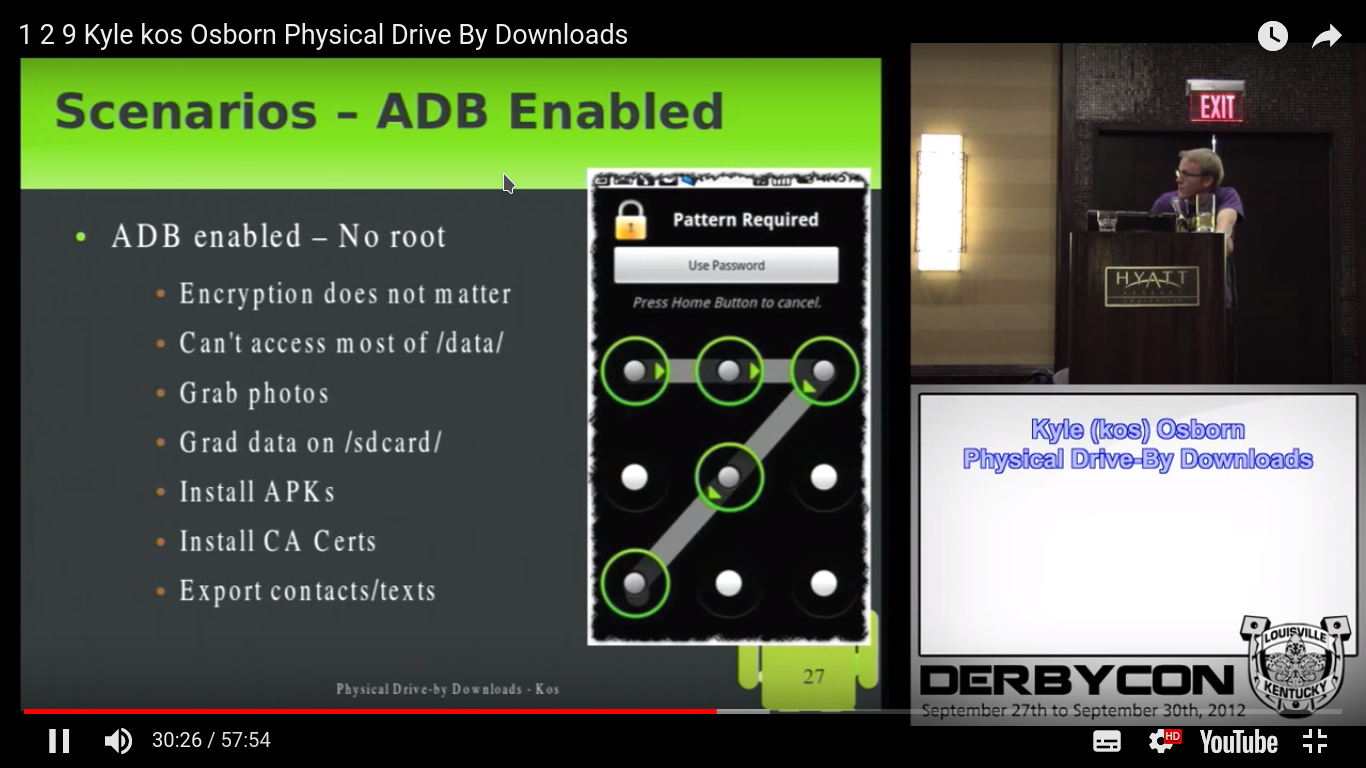 1 2 9 Kyle kos Osborn Physical Drive By Downloads
Scenarios – ADB Enabled
ADB enabled – No root
Encryption does not matter
Can't access most of /data/
Grab photos
Grad data on /sdcard/
Install APKs
Install CA Certs
Export contacts/texts
Pattern Required
Use Password
Press Home Button to cancel.
Physical Drive-by Downloads - Kos
27
EXIT
HYATT
Kyle (kos) Osborn
Physical Drive-By Downloads
LOUISVILLE
KENTUCKY
DERBYCON
September 27th to September 30th, 2012
30:26 / 57:54
HD
YouTube